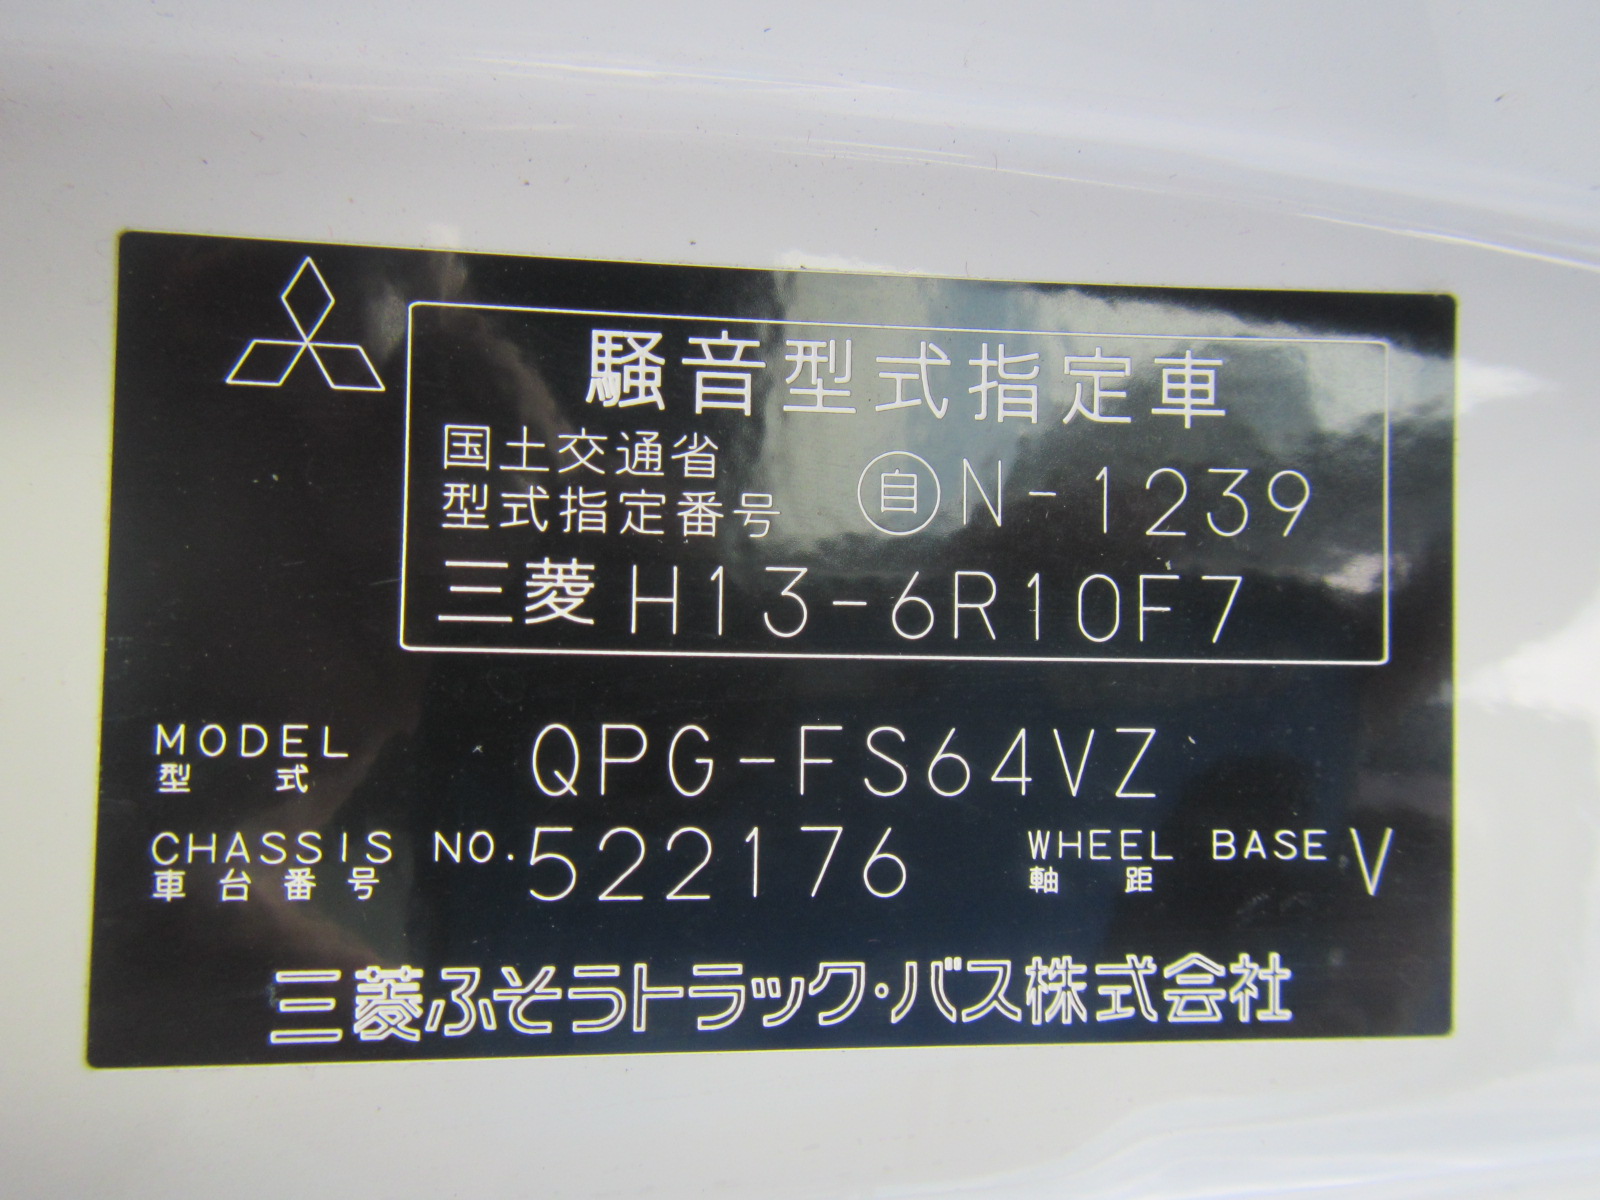 騒音型式指定車
国土交通省
型式指定番号 自 N-1239
三菱 H13-6R10F7
MODEL QPG-FS64VZ
型式
CHASSIS NO. 522176 WHEEL BASE V
車台番号 軸距
三菱ふそうトラック・バス株式会社